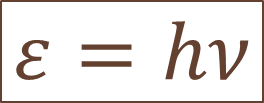 ε = hν